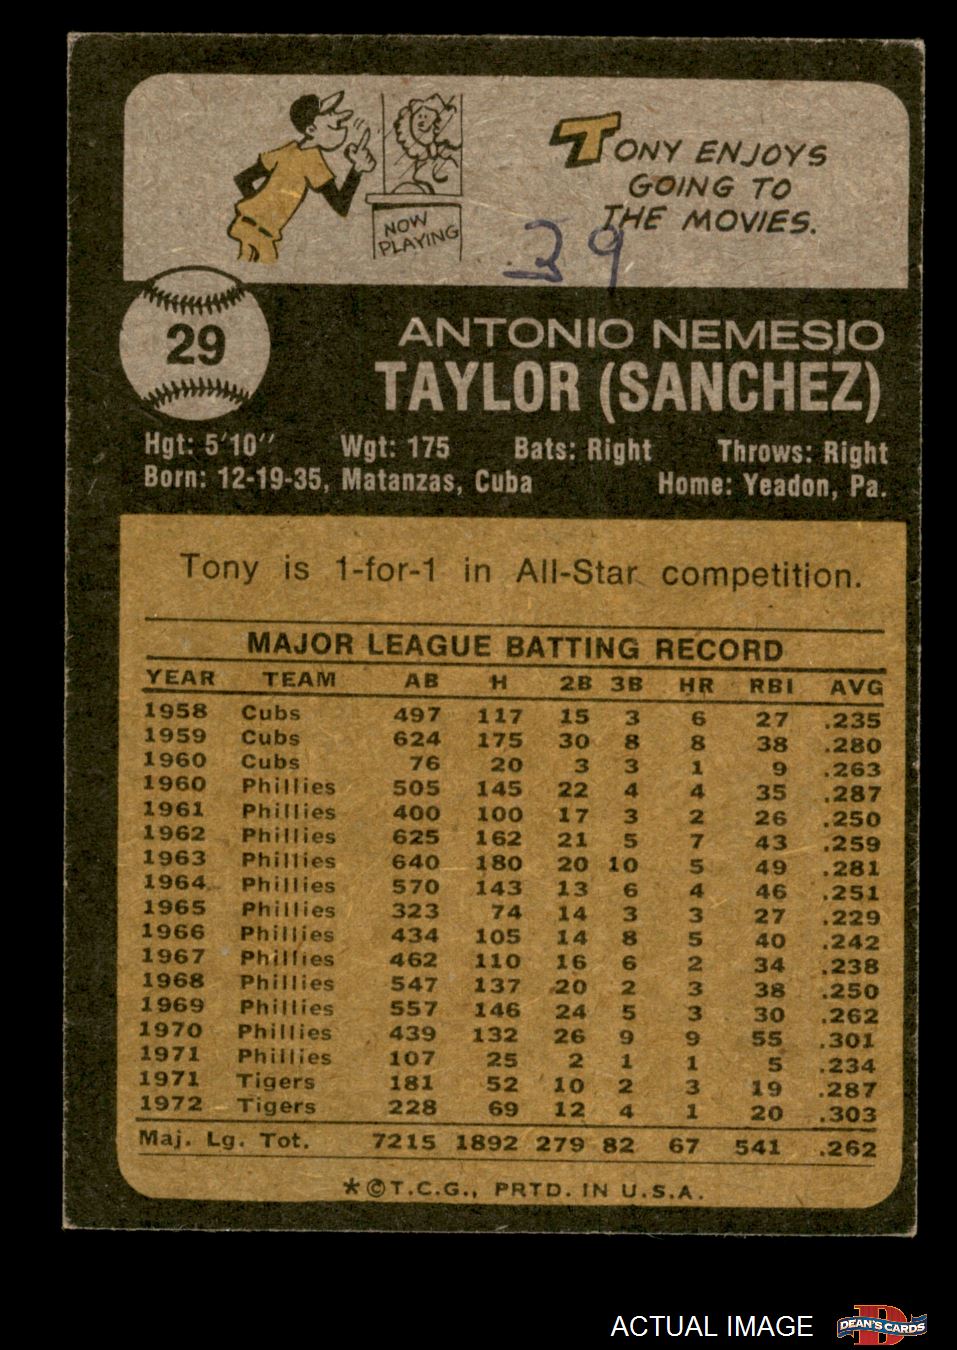 TONY ENJOYS
GOING TO
THE MOVIES.
NOW
PLAYING
39
29
ANTONIO NEMESIO
TAYLOR (SANCHEZ)
Hgt: 5'10" Wgt: 175 Bats: Right Throws: Right
Born: 12-19-35, Matanzas, Cuba Home: Yeadon, Pa.
Tony is 1-for-1 in All-Star competition.
MAJOR LEAGUE BATTING RECORD
YEAR TEAM AB H 2B 3B HR RBI AVG
1958 Cubs 497 117 15 3 6 27 .235
1959 Cubs 624 175 30 8 8 38 .280
1960 Cubs 76 20 3 3 1 9 .263
1960 Phillies 505 145 22 4 4 35 .287
1961 Phillies 400 100 17 3 2 26 .250
1962 Phillies 625 162 21 5 7 43 .259
1963 Phillies 640 180 20 10 5 49 .281
1964 Phillies 570 143 13 6 4 46 .251
1965 Phillies 323 74 14 3 3 27 .229
1966 Phillies 434 105 14 8 5 40 .242
1967 Phillies 462 110 16 6 2 34 .238
1968 Phillies 547 137 20 2 3 38 .250
1969 Phillies 557 146 24 5 3 30 .262
1970 Phillies 439 132 26 9 9 55 .301
1971 Phillies 107 25 2 1 1 5 .234
1971 Tigers 181 52 10 2 3 19 .287
1972 Tigers 228 69 12 4 1 20 .303
Maj. Lg. Tot. 7215 1892 279 82 67 541 .262
*©T.C.G., PRTD. IN U.S.A.
ACTUAL IMAGE
D
DEAN'S CARDS